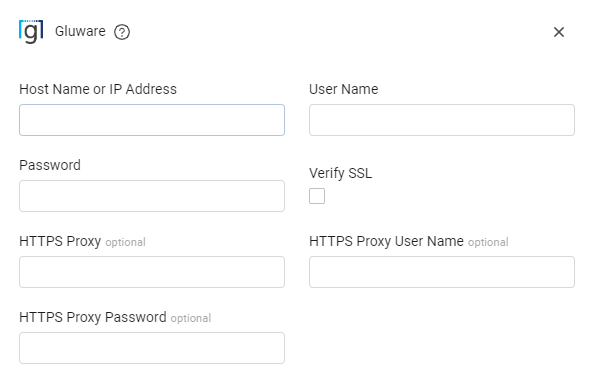 g Gluware ?
Host Name or IP Address
User Name
Password
Verify SSL
HTTPS Proxy optional
HTTPS Proxy User Name optional
HTTPS Proxy Password optional